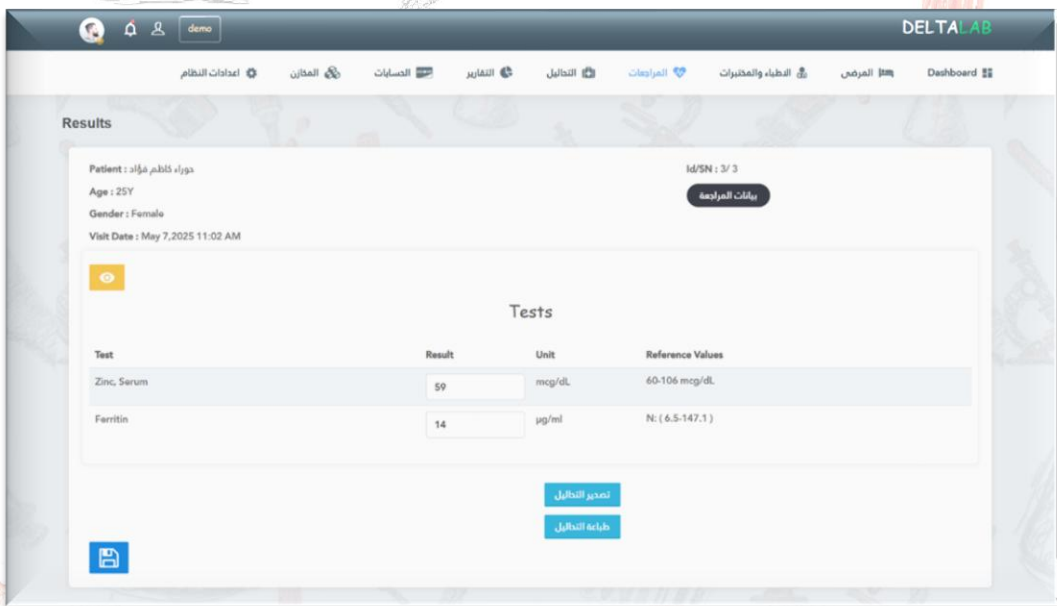 demo
DELTALAB
Dashboard
المرضى
الاطباء والمختبرات
المراجعات
التحاليل
التقارير
الحسابات
المخازن
اعدادات النظام
Results
Patient : حوراء كاظم فؤاد
Id/SN : 3/ 3
Age : 25Y
بيانات المراجعة
Gender : Female
Visit Date : May 7,2025 11:02 AM
Tests
Test Result Unit Reference Values
Zinc, Serum 59 mcg/dL 60-106 mcg/dL
Ferritin 14 µg/ml N: ( 6.5-147.1 )
تصدير التحاليل
طباعة التحاليل